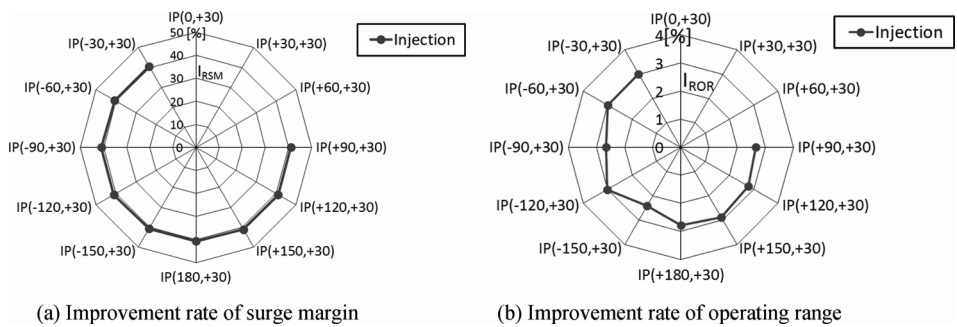 IP(0,+30)
50
[%]
IP(-30,+30)
IP(+30,+30)
Injection
40
IRSM
30
IP(-60,+30)
IP(+60,+30)
20
10
IP(-90,+30)
0
IP(+90,+30)
IP(-120,+30)
IP(+120,+30)
IP(-150,+30)
IP(+150,+30)
IP(180,+30)
(a) Improvement rate of surge margin
IP(0,+30)
4[%]
IP(-30,+30)
IP(+30,+30)
Injection
3
IROR
IP(-60,+30)
IP(+60,+30)
2
1
IP(-90,+30)
0
IP(+90,+30)
IP(-120,+30)
IP(+120,+30)
IP(-150,+30)
IP(+150,+30)
IP(+180,+30)
(b) Improvement rate of operating range